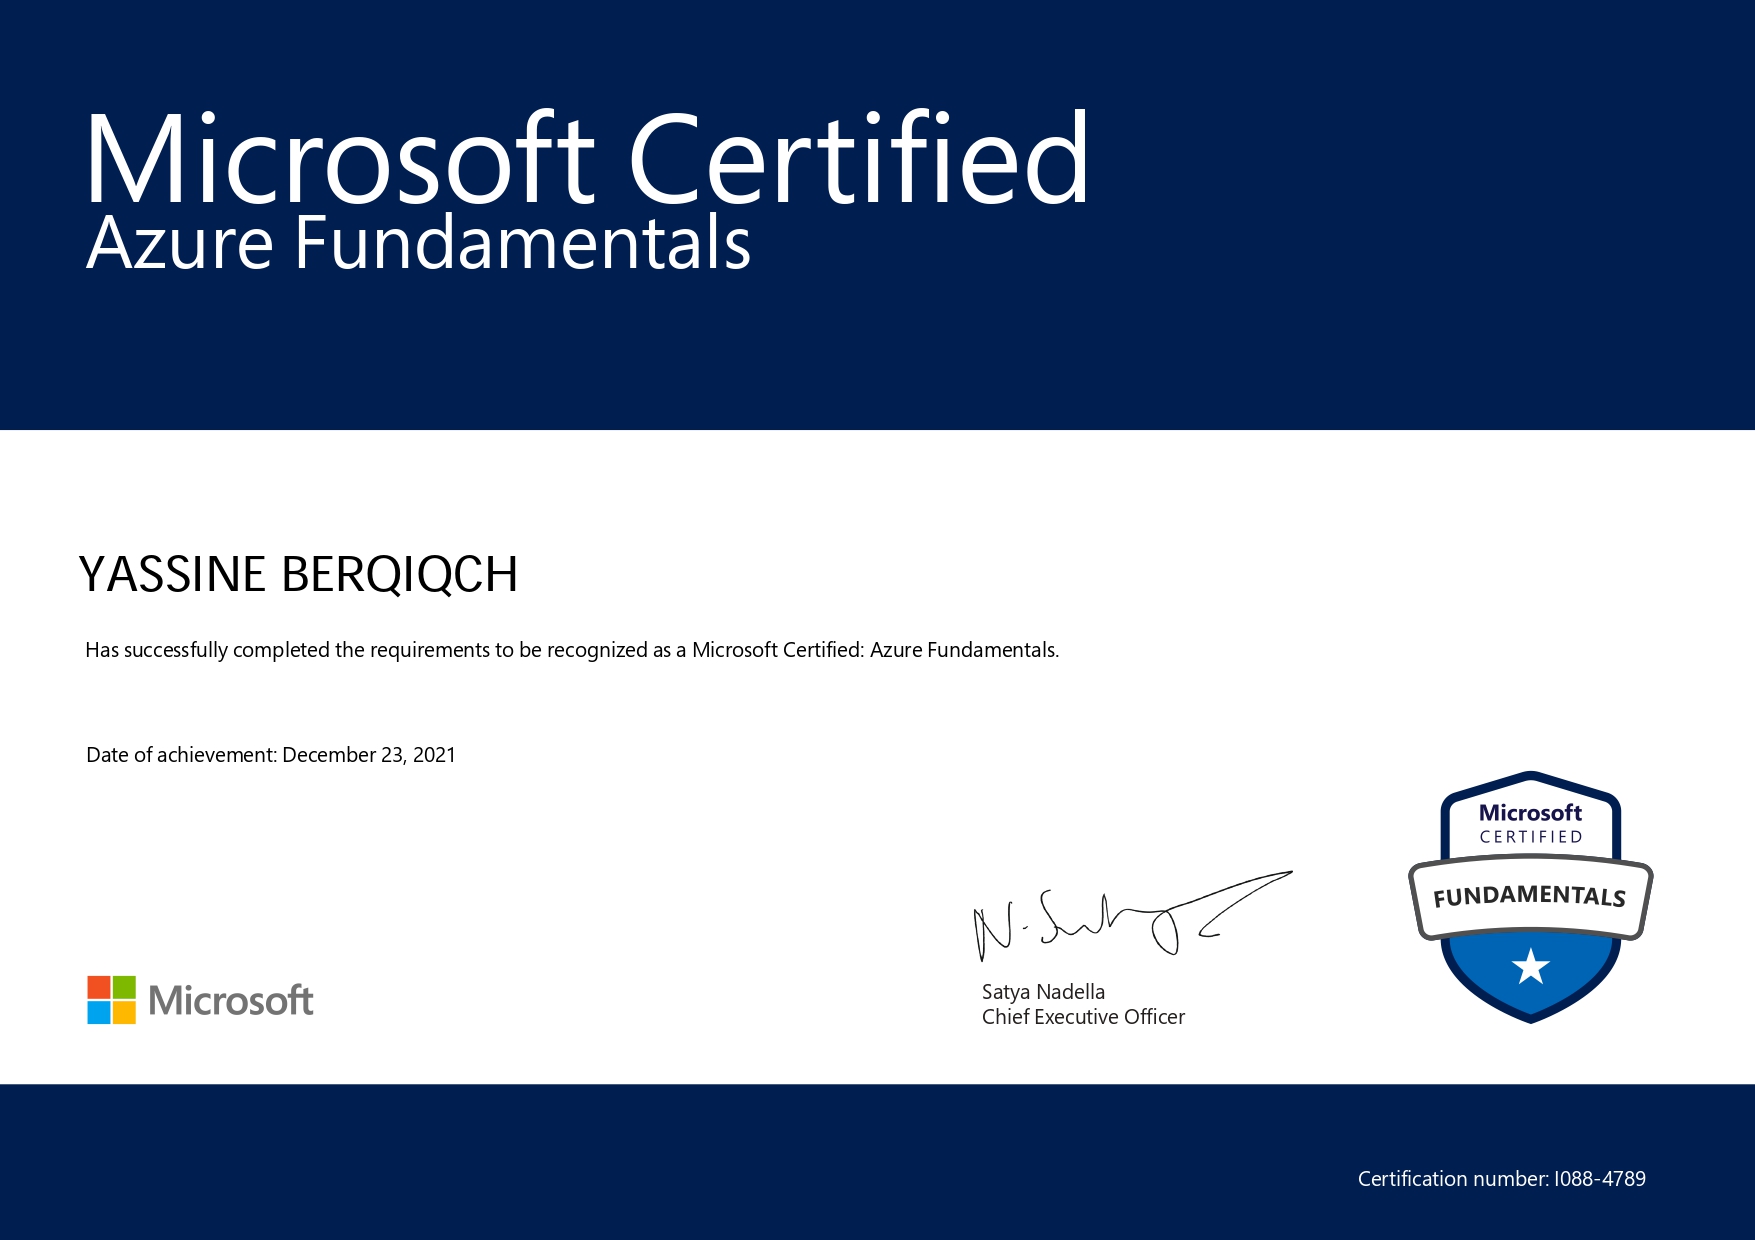 Microsoft Certified
Azure Fundamentals
YASSINE BERQIQCH
Has successfully completed the requirements to be recognized as a Microsoft Certified: Azure Fundamentals.
Date of achievement: December 23, 2021
Microsoft
CERTIFIED
FUNDAMENTALS
Microsoft
Satya Nadella
Chief Executive Officer
Certification number: I088-4789